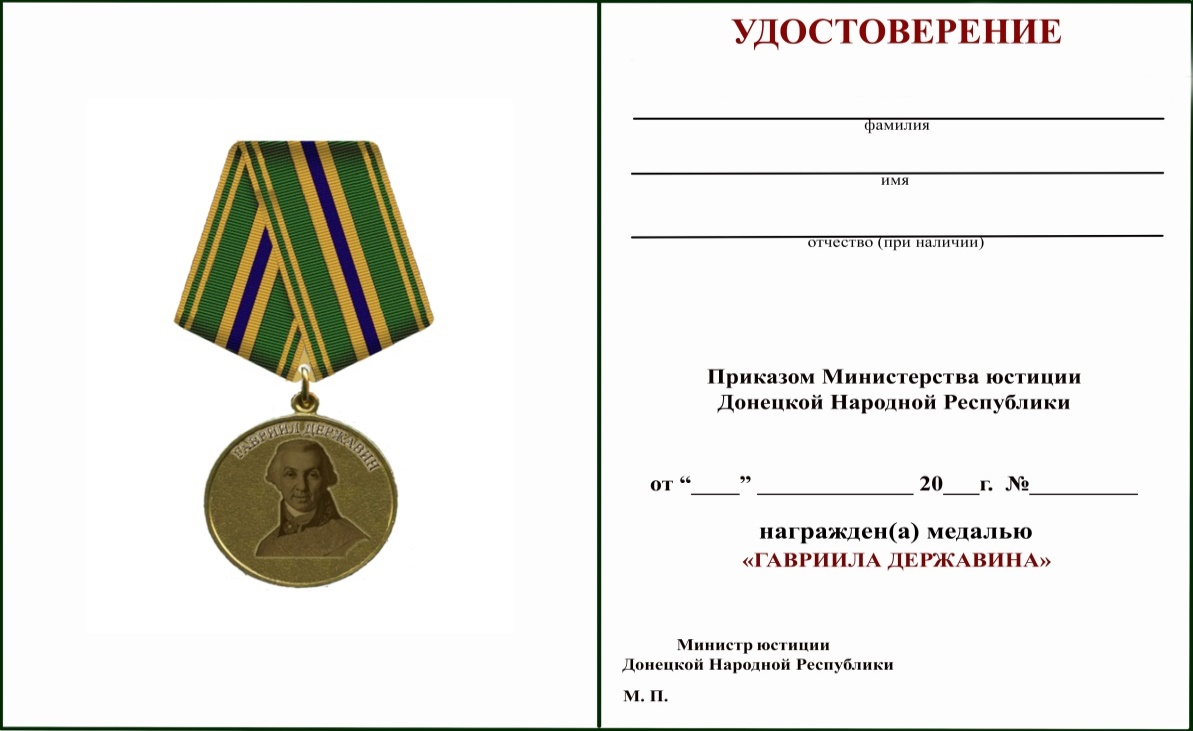 ГАВРИИЛ ДЕРЖАВИН
УДОСТОВЕРЕНИЕ
фамилия
имя
отчество (при наличии)
Приказом Министерства юстиции
Донецкой Народной Республики
от “____” _____________ 20___г. №_________
награжден(а) медалью
«ГАВРИИЛА ДЕРЖАВИНА»
Министр юстиции
Донецкой Народной Республики
М. П.